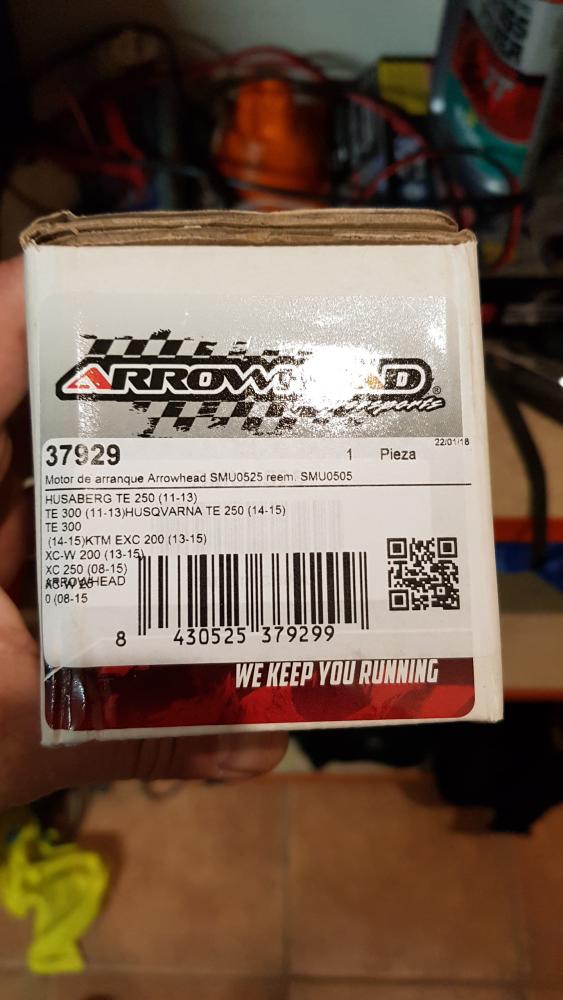 ARROWHEAD®
22/01/18
37929 1 Pieza
Motor de arranque Arrowhead SMU0525 reem. SMU0505
HUSABERG TE 250 (11-13)
TE 300 (11-13)HUSQVARNA TE 250 (14-15)
TE 300
(14-15)KTM EXC 200 (13-15)
XC-W 200 (13-15)
XC 250 (08-15)
ARROWHEAD
0 (08-15
8 430525 379299
WE KEEP YOU RUNNING